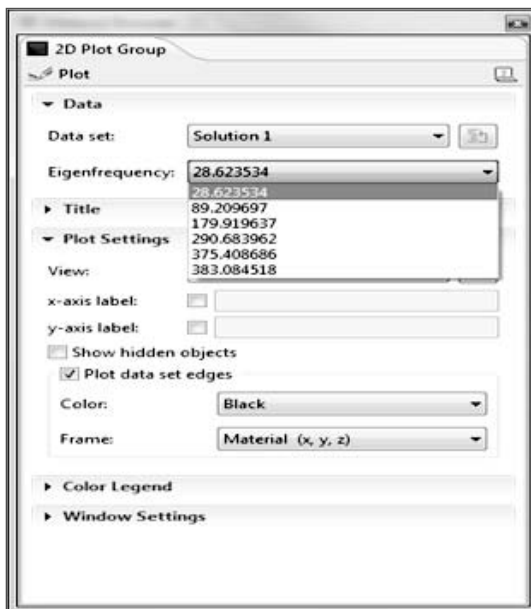 2D Plot Group
Plot
Data
Data set: Solution 1
Eigenfrequency: 28.623534
28.623534
89.209697
Title
179.919637
Plot Settings
290.683962
375.408686
View:
383.084518
x-axis label:
y-axis label:
Show hidden objects
Plot data set edges
Color: Black
Frame: Material (x, y, z)
Color Legend
Window Settings